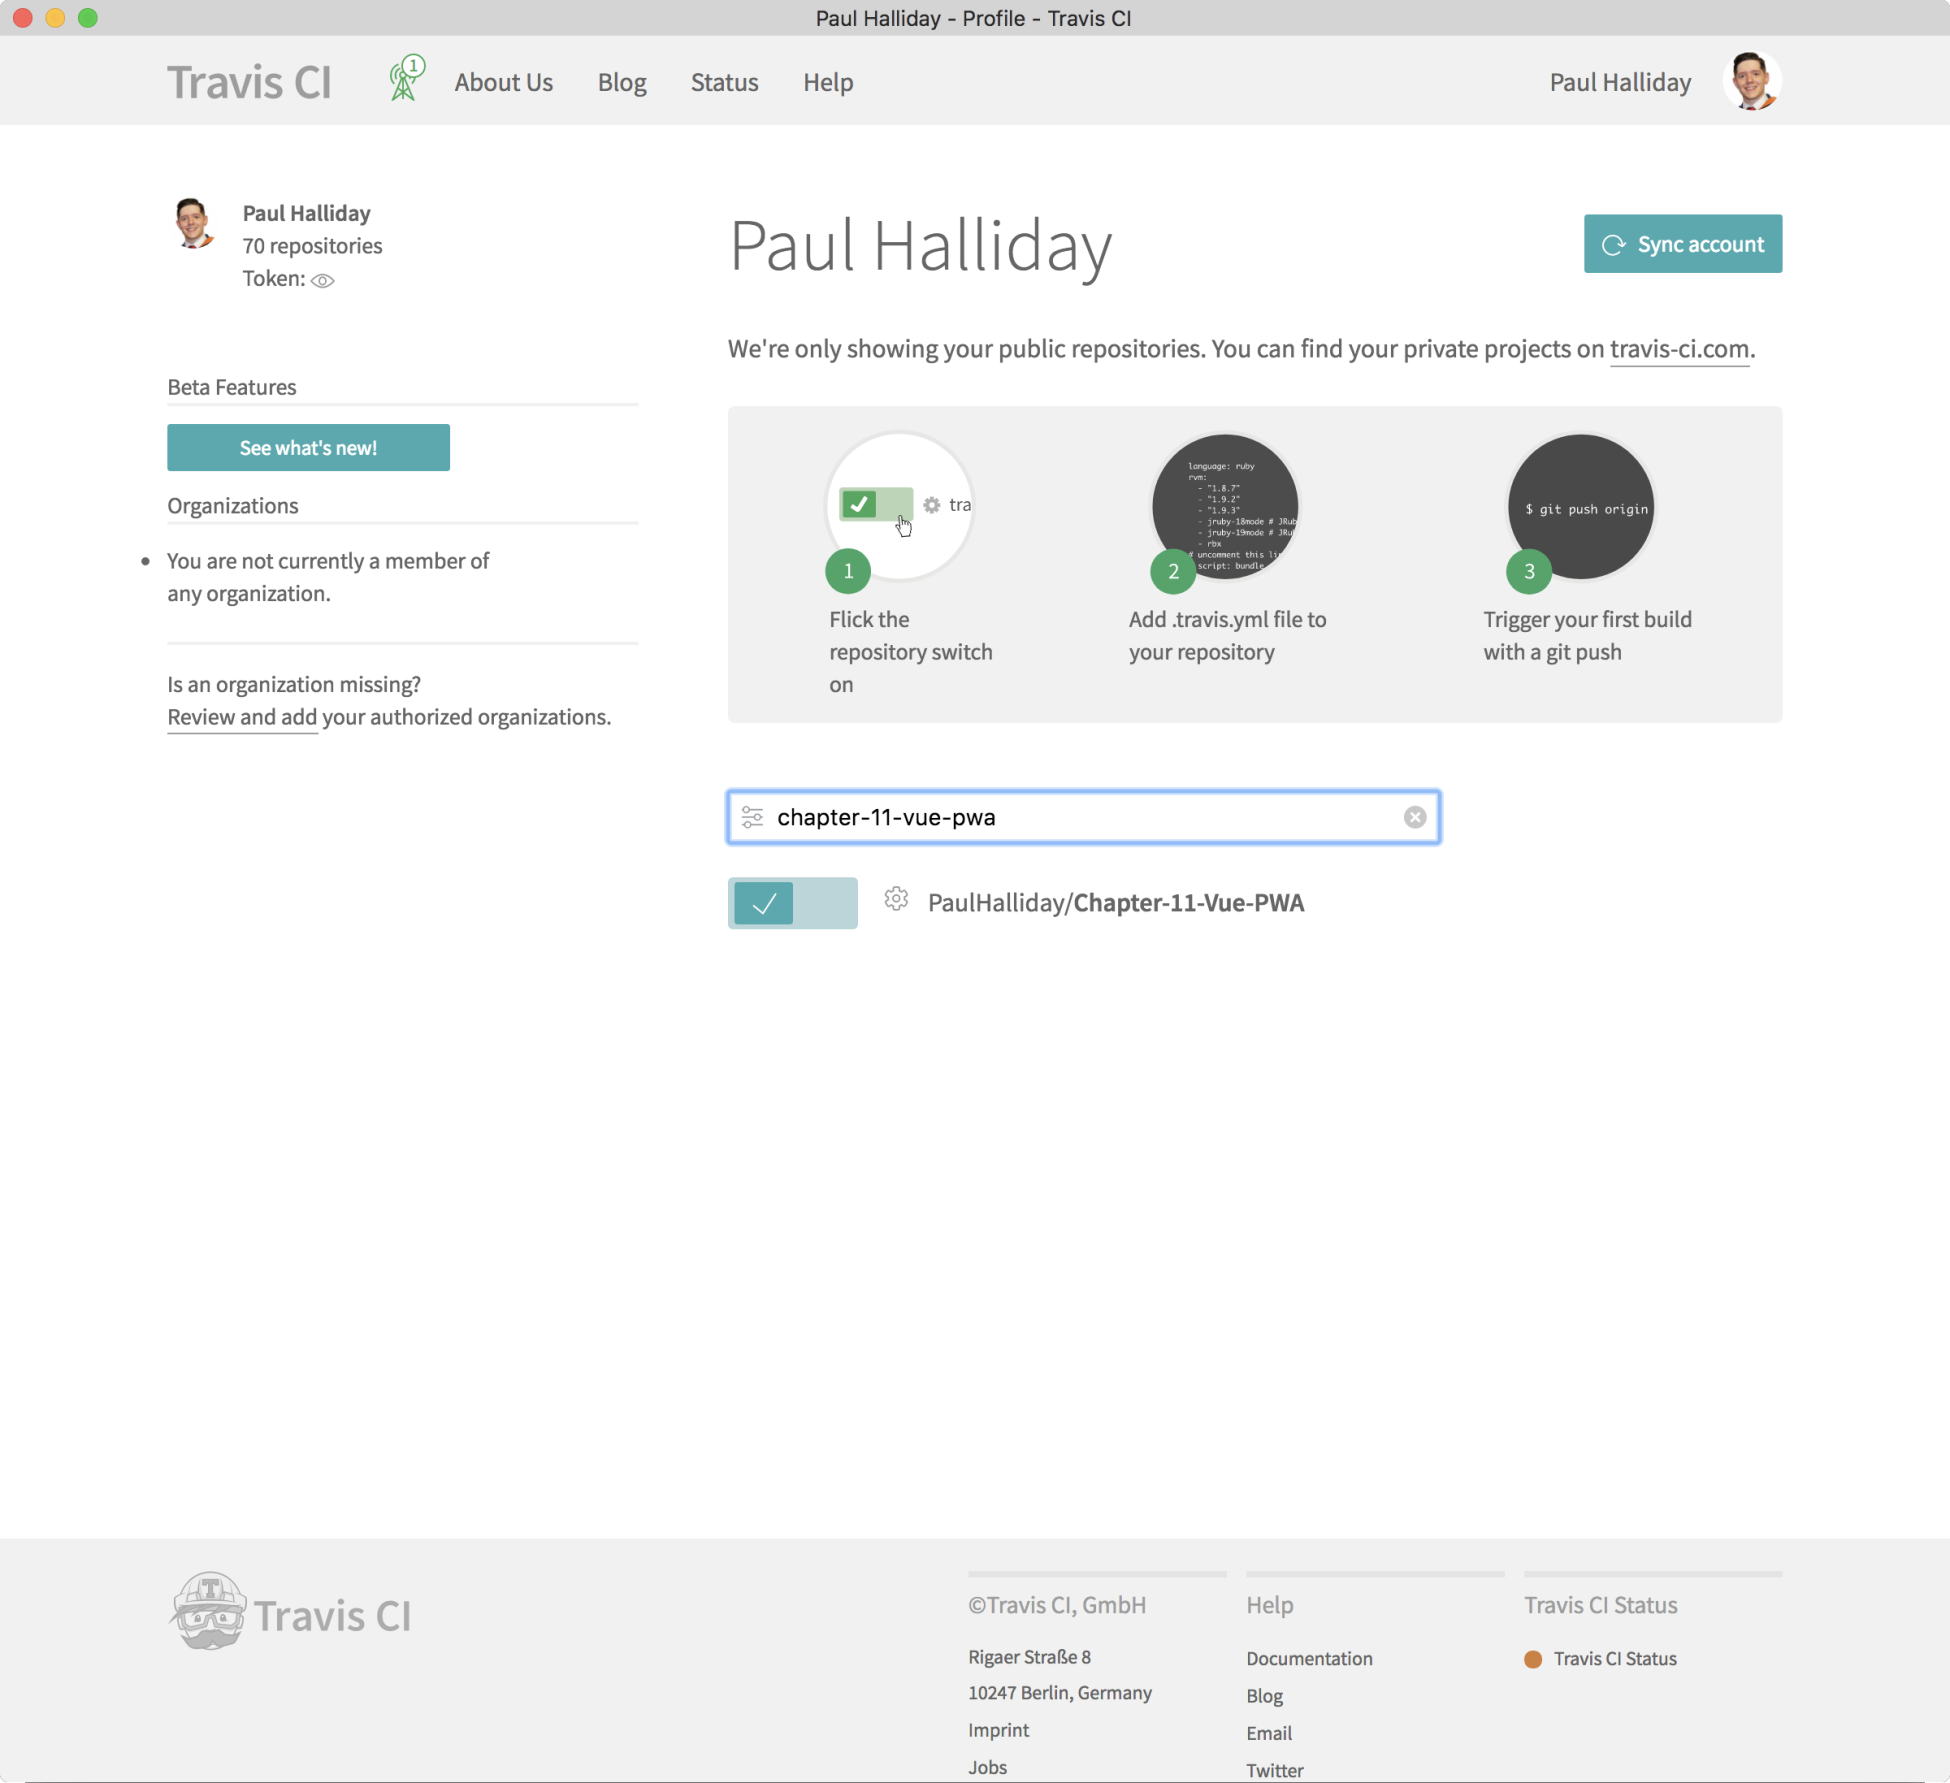 Paul Halliday - Profile - Travis CI
Travis CI
1
About Us
Blog
Status
Help
Paul Halliday
Paul Halliday
70 repositories
Token:
Beta Features
See what's new!
Organizations
You are not currently a member of
any organization.
Is an organization missing?
Review and add your authorized organizations.
Paul Halliday
Sync account
We're only showing your public repositories. You can find your private projects on travis-ci.com.
tra
1
Flick the
repository switch
on
language: ruby
rvm:
- "1.8.7"
- "1.9.2"
- "1.9.3"
- jruby-18mode # JRub
- jruby-19mode # JRu
- rbx
# uncomment this li
script: bundle
2
Add .travis.yml file to
your repository
$ git push origin
3
Trigger your first build
with a git push
chapter-11-vue-pwa
PaulHalliday/Chapter-11-Vue-PWA
T
Travis CI
©Travis CI, GmbH
Rigaer Straße 8
10247 Berlin, Germany
Imprint
Jobs
Help
Documentation
Blog
Email
Twitter
Travis CI Status
Travis CI Status